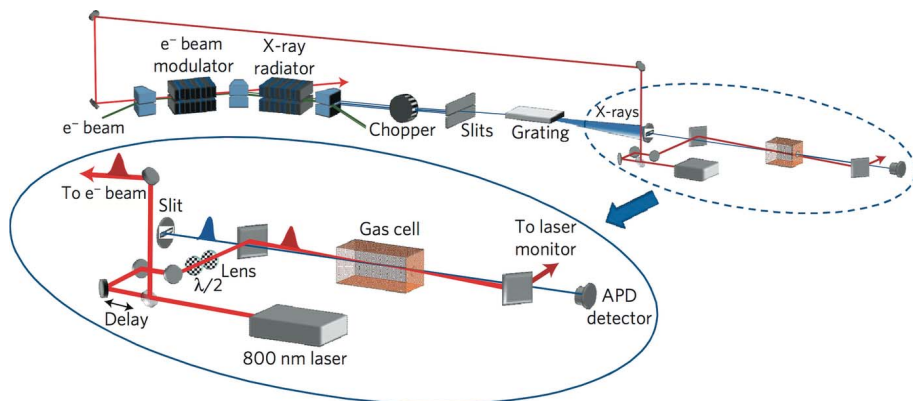 e⁻ beam
modulator
X-ray
radiator
e⁻ beam
Chopper
Slits
Grating
X-rays
To e⁻ beam
Slit
Lens
λ/2
Delay
800 nm laser
Gas cell
To laser
monitor
APD
detector